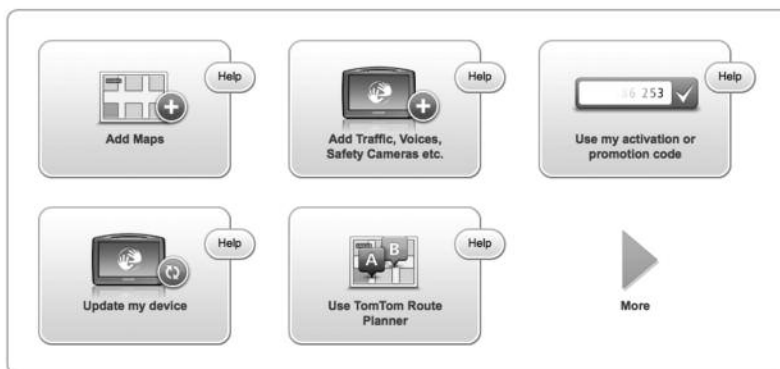 Help
Add Maps
Help
Add Traffic, Voices,
Safety Cameras etc.
6 253
Help
Use my activation or
promotion code
Help
Update my device
A
B
Help
Use TomTom Route
Planner
More